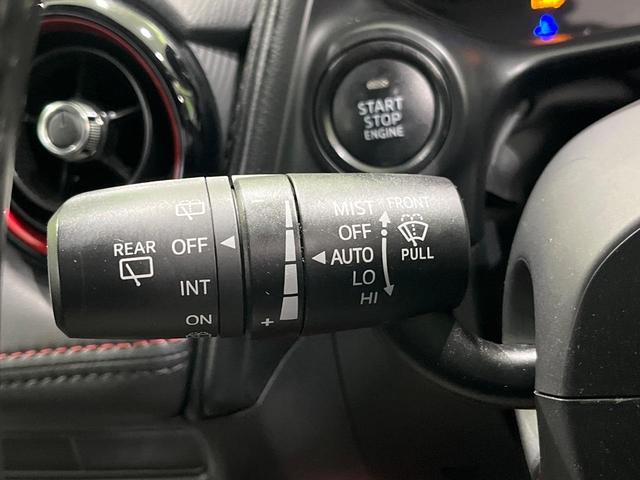 START
STOP
ENGINE
REAR
OFF
INT
ON
−
+
MIST
OFF
AUTO
LO
HI
FRONT
PULL